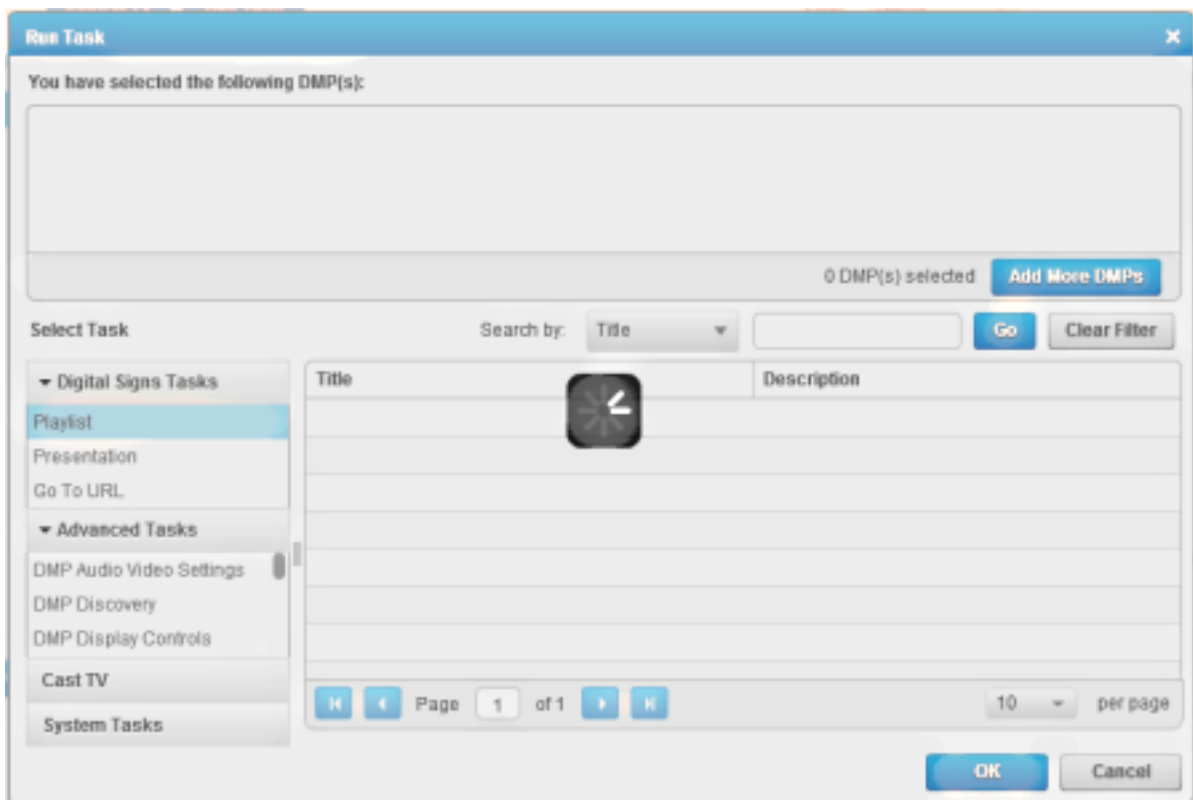 Run Task
You have selected the following DMP(s):
0 DMP(s) selected Add More DMPs
Select Task Search by: Title Go Clear Filter
Digital Signs Tasks Title Description
Playlist
Presentation
Go To URL
Advanced Tasks
DMP Audio Video Settings
DMP Discovery
DMP Display Controls
Cast TV
System Tasks
Page 1 of 1 10 per page
OK Cancel